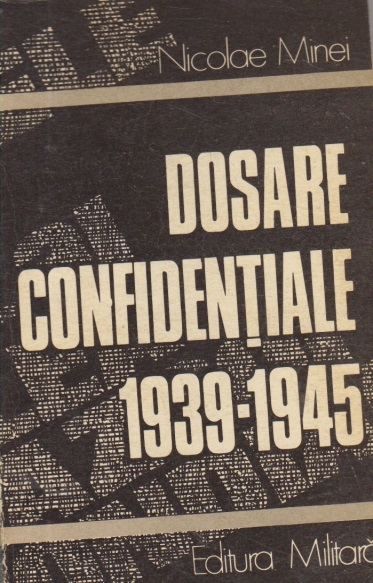 Nicolae Minei
DOSARE
CONFIDENȚIALE
1939-1945
Editura Militară